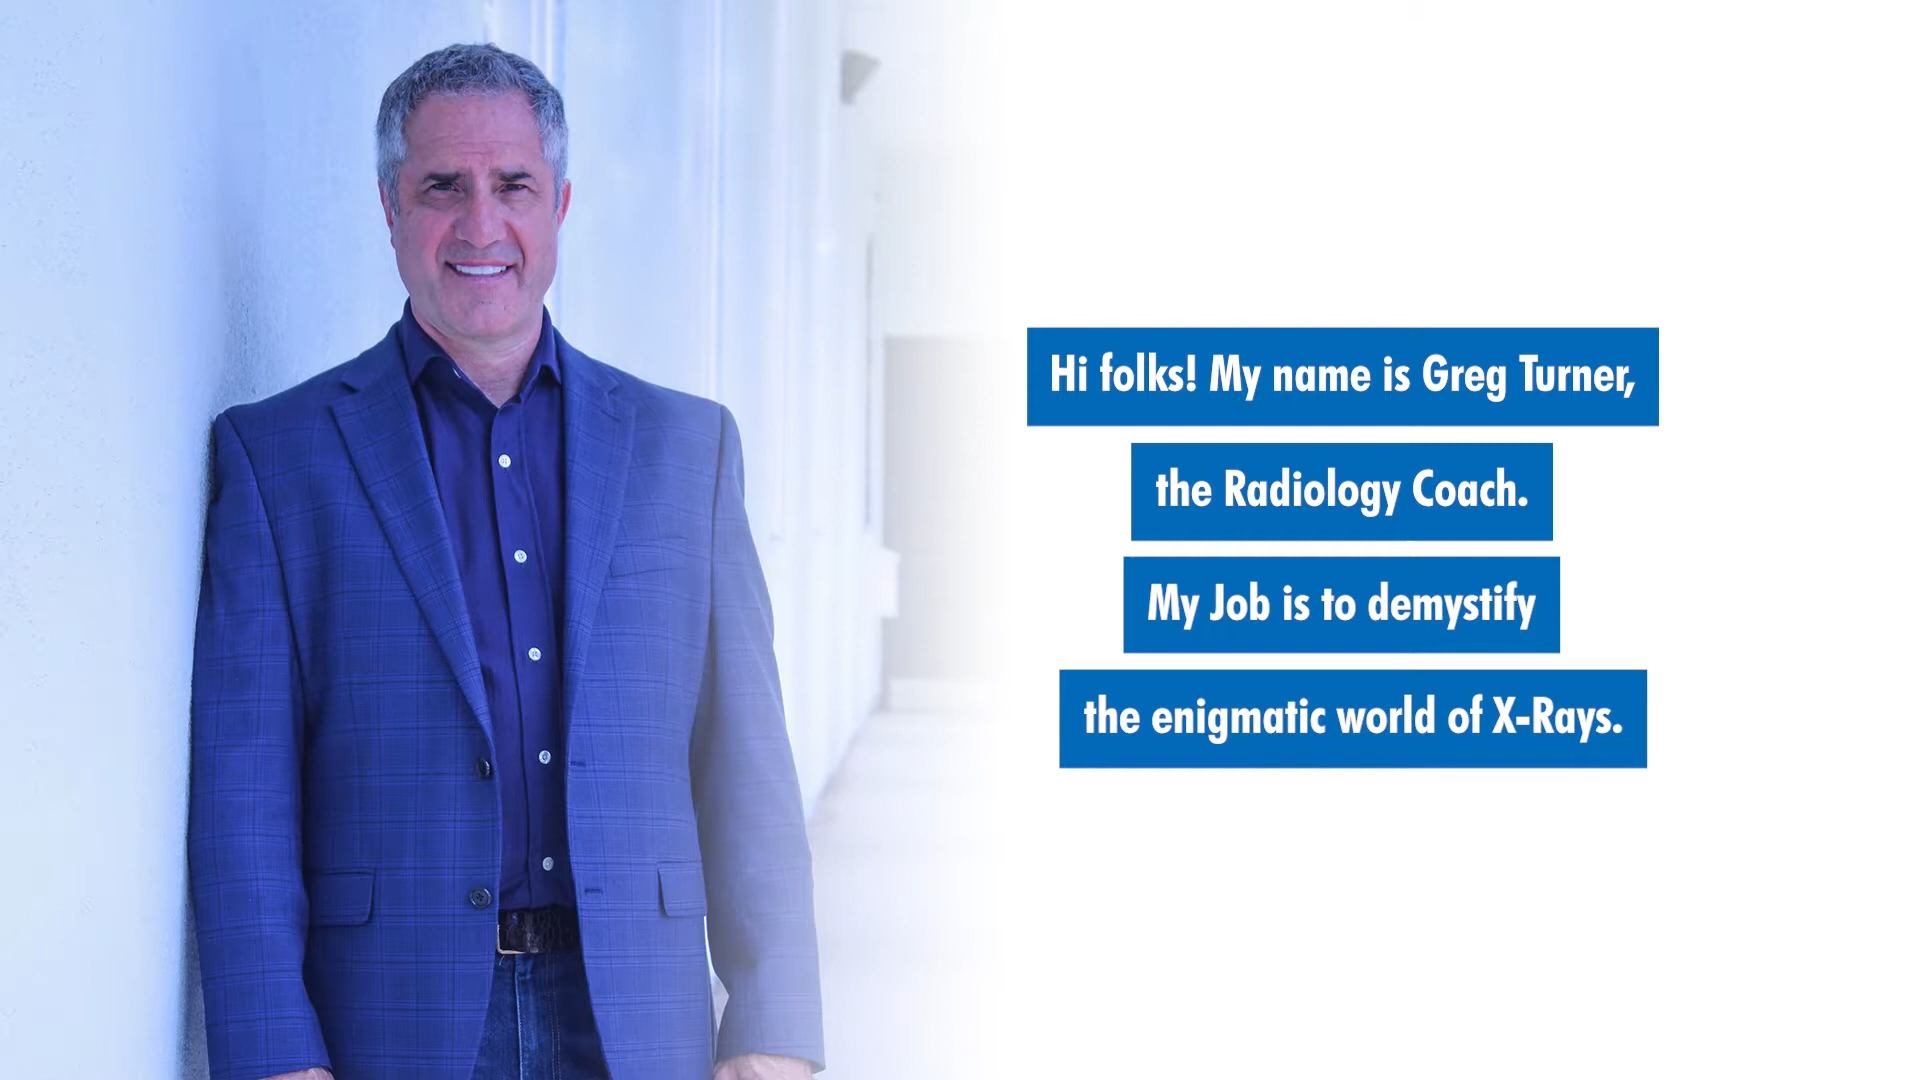 Hi folks! My name is Greg Turner,
the Radiology Coach.
My Job is to demystify
the enigmatic world of X-Rays.